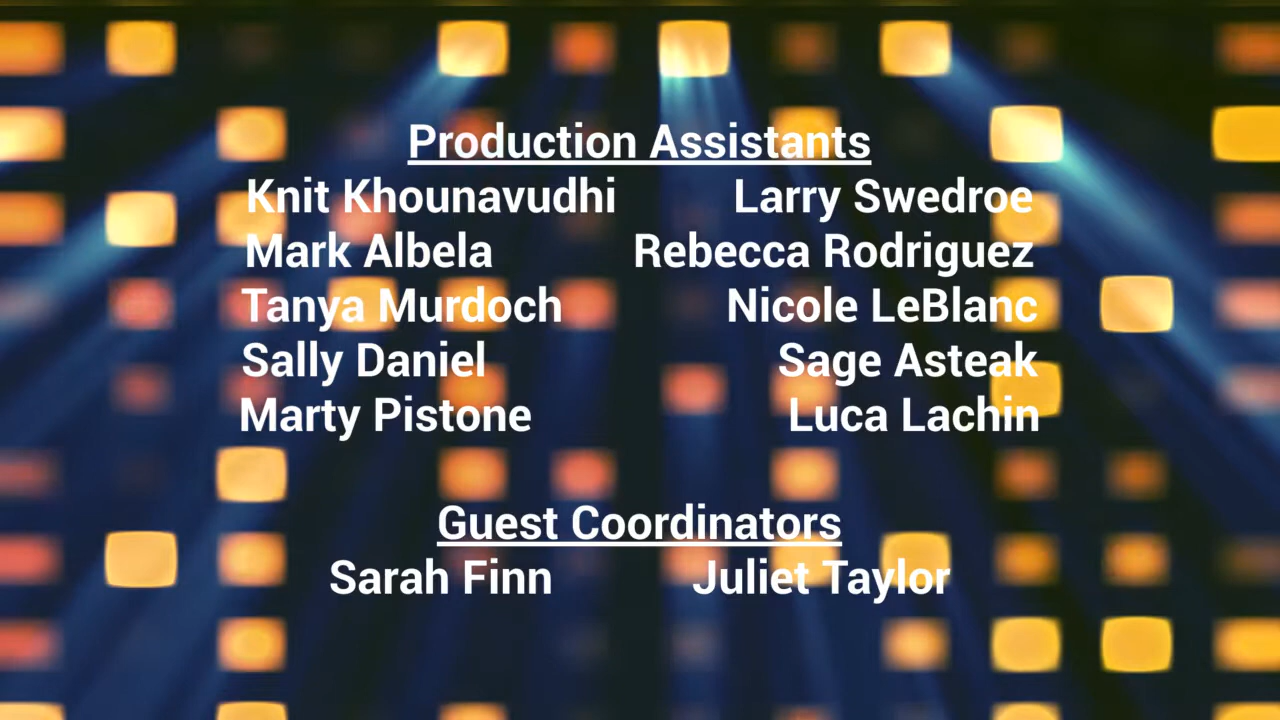 Production Assistants
Knit Khounavudhi Larry Swedroe
Mark Albela Rebecca Rodriguez
Tanya Murdoch Nicole LeBlanc
Sally Daniel Sage Asteak
Marty Pistone Luca Lachin
Guest Coordinators
Sarah Finn Juliet Taylor